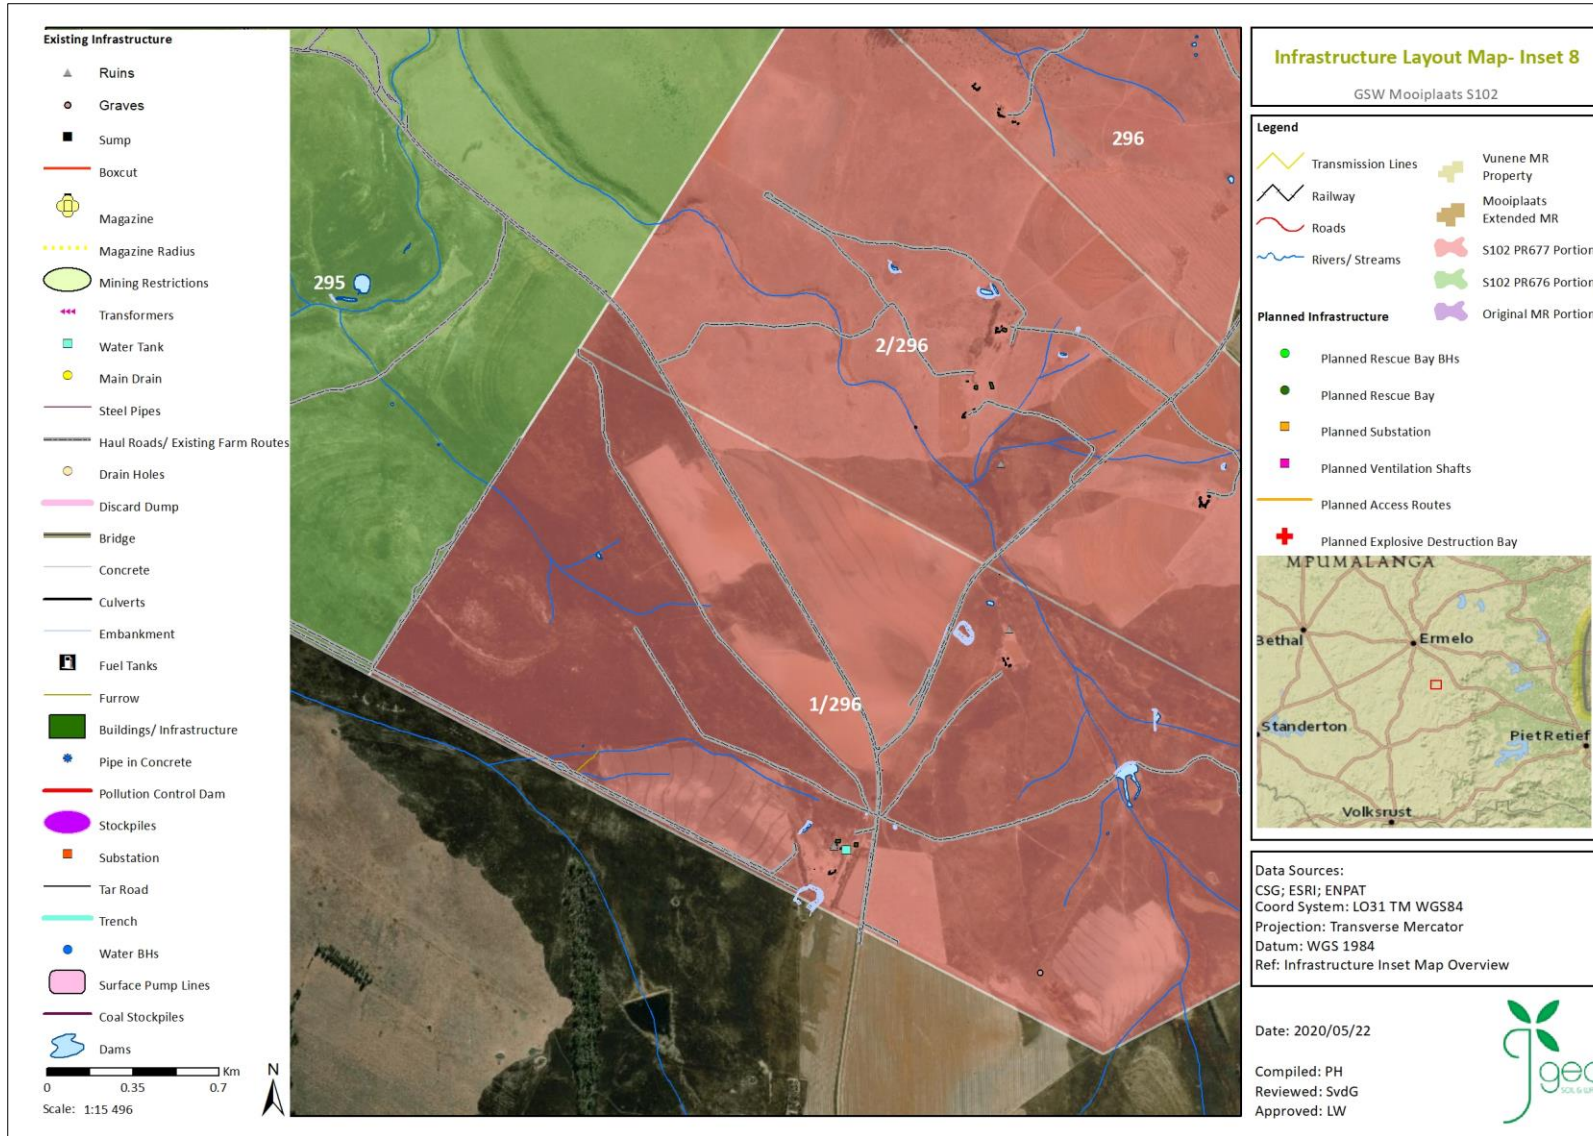 Existing Infrastructure
Ruins
Graves
Sump
Boxcut
Magazine
Magazine Radius
Mining Restrictions
Transformers
Water Tank
Main Drain
Steel Pipes
Haul Roads/ Existing Farm Routes
Drain Holes
Discard Dump
Bridge
Concrete
Culverts
Embankment
Fuel Tanks
Furrow
Buildings/ Infrastructure
Pipe in Concrete
Pollution Control Dam
Stockpiles
Substation
Tar Road
Trench
Water BHs
Surface Pump Lines
Coal Stockpiles
Dams
Km
0 0.35 0.7
Scale: 1:15 496
N
296
295
2/296
1/296
Infrastructure Layout Map- Inset 8
GSW Mooiplaats S102
Legend
Transmission Lines
Railway
Roads
Rivers/ Streams
Vunene MR
Property
Mooiplaats
Extended MR
S102 PR677 Portion
S102 PR676 Portion
Original MR Portion
Planned Infrastructure
Planned Rescue Bay BHs
Planned Rescue Bay
Planned Substation
Planned Ventilation Shafts
Planned Access Routes
Planned Explosive Destruction Bay
MPUMALANGA
Bethal
Ermelo
Standerton
Piet Retief
Volksrust
Data Sources:
CSG; ESRI; ENPAT
Coord System: LO31 TM WGS84
Projection: Transverse Mercator
Datum: WGS 1984
Ref: Infrastructure Inset Map Overview
Date: 2020/05/22
Compiled: PH
Reviewed: SvdG
Approved: LW
geo